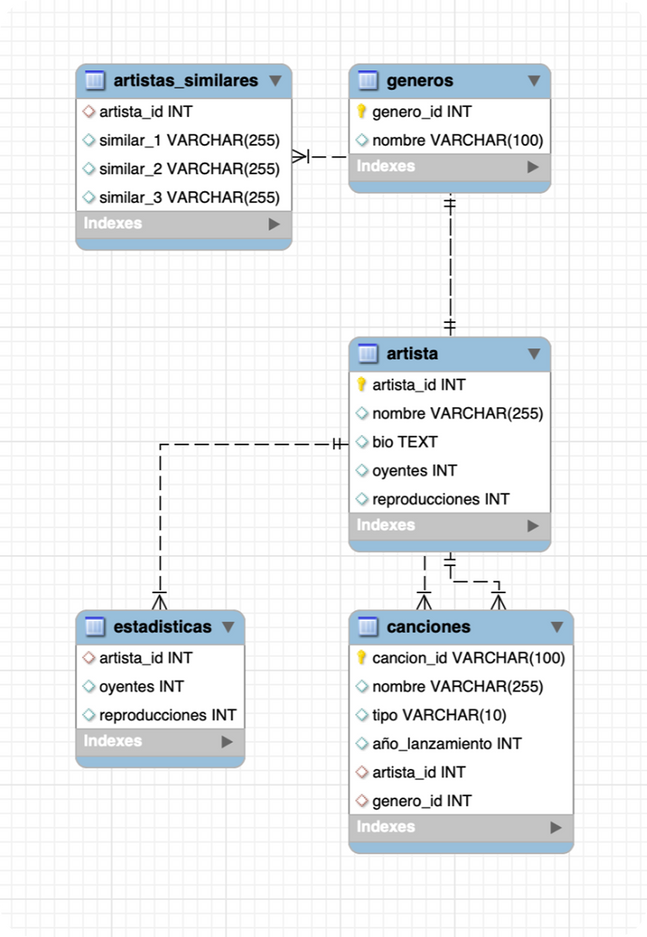 artistas_similares
artista_id INT
similar_1 VARCHAR(255)
similar_2 VARCHAR(255)
similar_3 VARCHAR(255)
Indexes
generos
genero_id INT
nombre VARCHAR(100)
Indexes
artista
artista_id INT
nombre VARCHAR(255)
bio TEXT
oyentes INT
reproducciones INT
Indexes
estadisticas
artista_id INT
oyentes INT
reproducciones INT
Indexes
canciones
cancion_id VARCHAR(100)
nombre VARCHAR(255)
tipo VARCHAR(10)
año_lanzamiento INT
artista_id INT
genero_id INT
Indexes